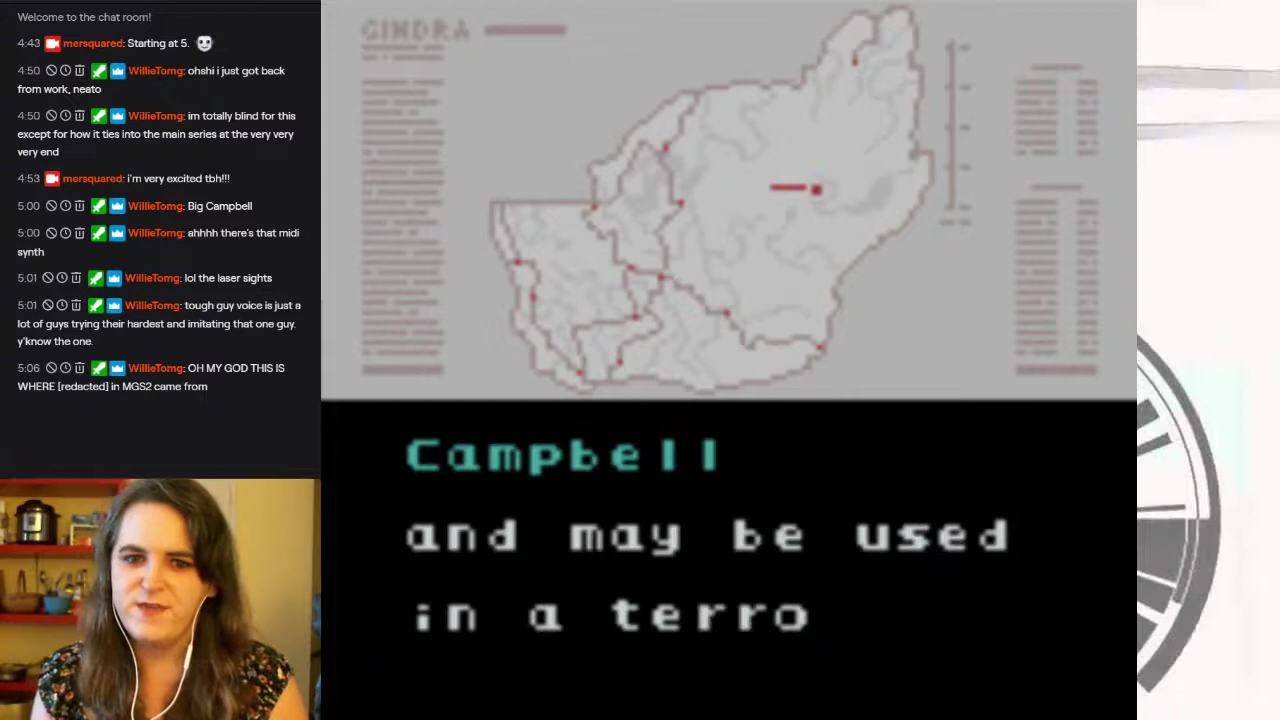 Welcome to the chat room!
4:43 mersquared: Starting at 5.
4:50 WillieTomg: ohshi i just got back
from work, neato
4:50 WillieTomg: im totally blind for this
except for how it ties into the main series at the very very
very end
4:53 mersquared: i'm very excited tbh!!!
5:00 WillieTomg: Big Campbell
5:00 WillieTomg: ahhhh there's that midi
synth
5:01 WillieTomg: lol the laser sights
5:01 WillieTomg: tough guy voice is just a
lot of guys trying their hardest and imitating that one guy.
y'know the one.
5:06 WillieTomg: OH MY GOD THIS IS
WHERE [redacted] in MGS2 came from
GINDRA
Campbell
and may be used
in a terro